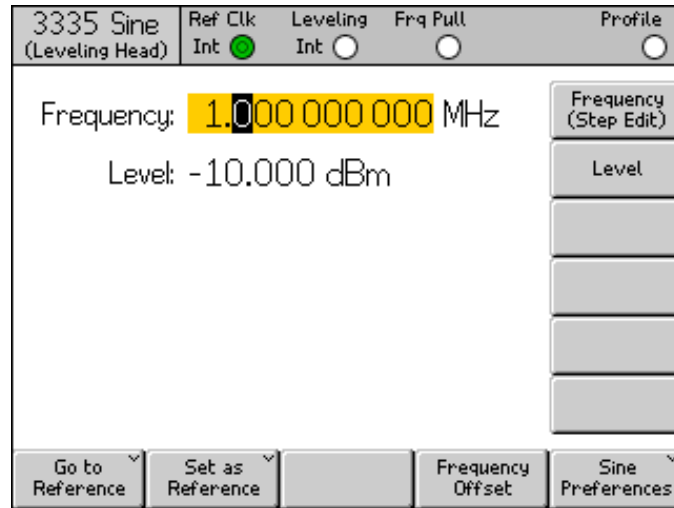 3335 Sine
(Leveling Head)
Ref Clk
Int
Leveling
Int
Frq Pull
Profile
Frequency: 1.000 000 000 MHz
Level: -10.000 dBm
Frequency
(Step Edit)
Level
Go to
Reference
Set as
Reference
Frequency
Offset
Sine
Preferences